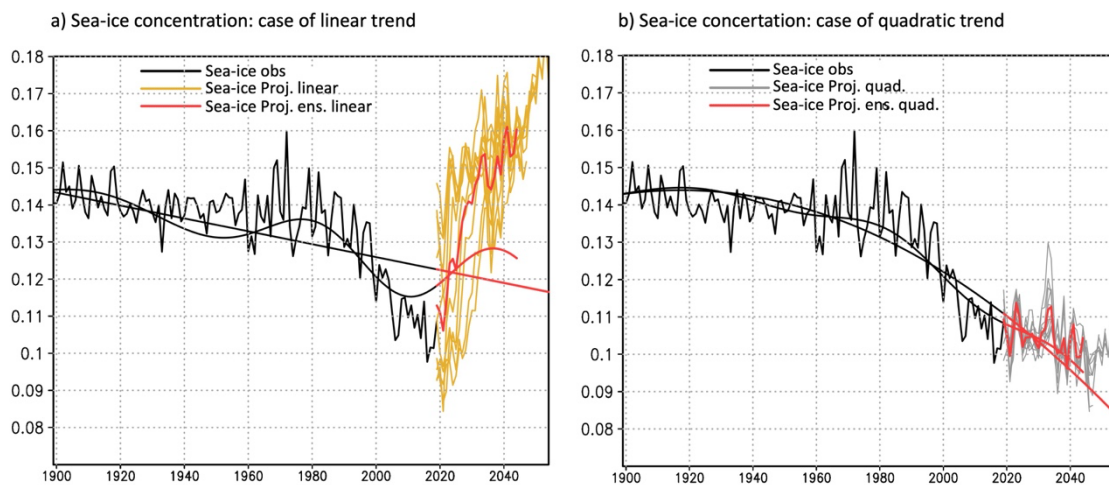 a) Sea-ice concentration: case of linear trend
0.18
0.17
0.16
0.15
0.14
0.13
0.12
0.11
0.1
0.09
0.08
Sea-ice obs
Sea-ice Proj. linear
Sea-ice Proj. ens. linear
1900 1920 1940 1960 1980 2000 2020 2040
b) Sea-ice concertation: case of quadratic trend
0.18
0.17
0.16
0.15
0.14
0.13
0.12
0.11
0.1
0.09
0.08
Sea-ice obs
Sea-ice Proj. quad.
Sea-ice Proj. ens. quad.
1900 1920 1940 1960 1980 2000 2020 2040